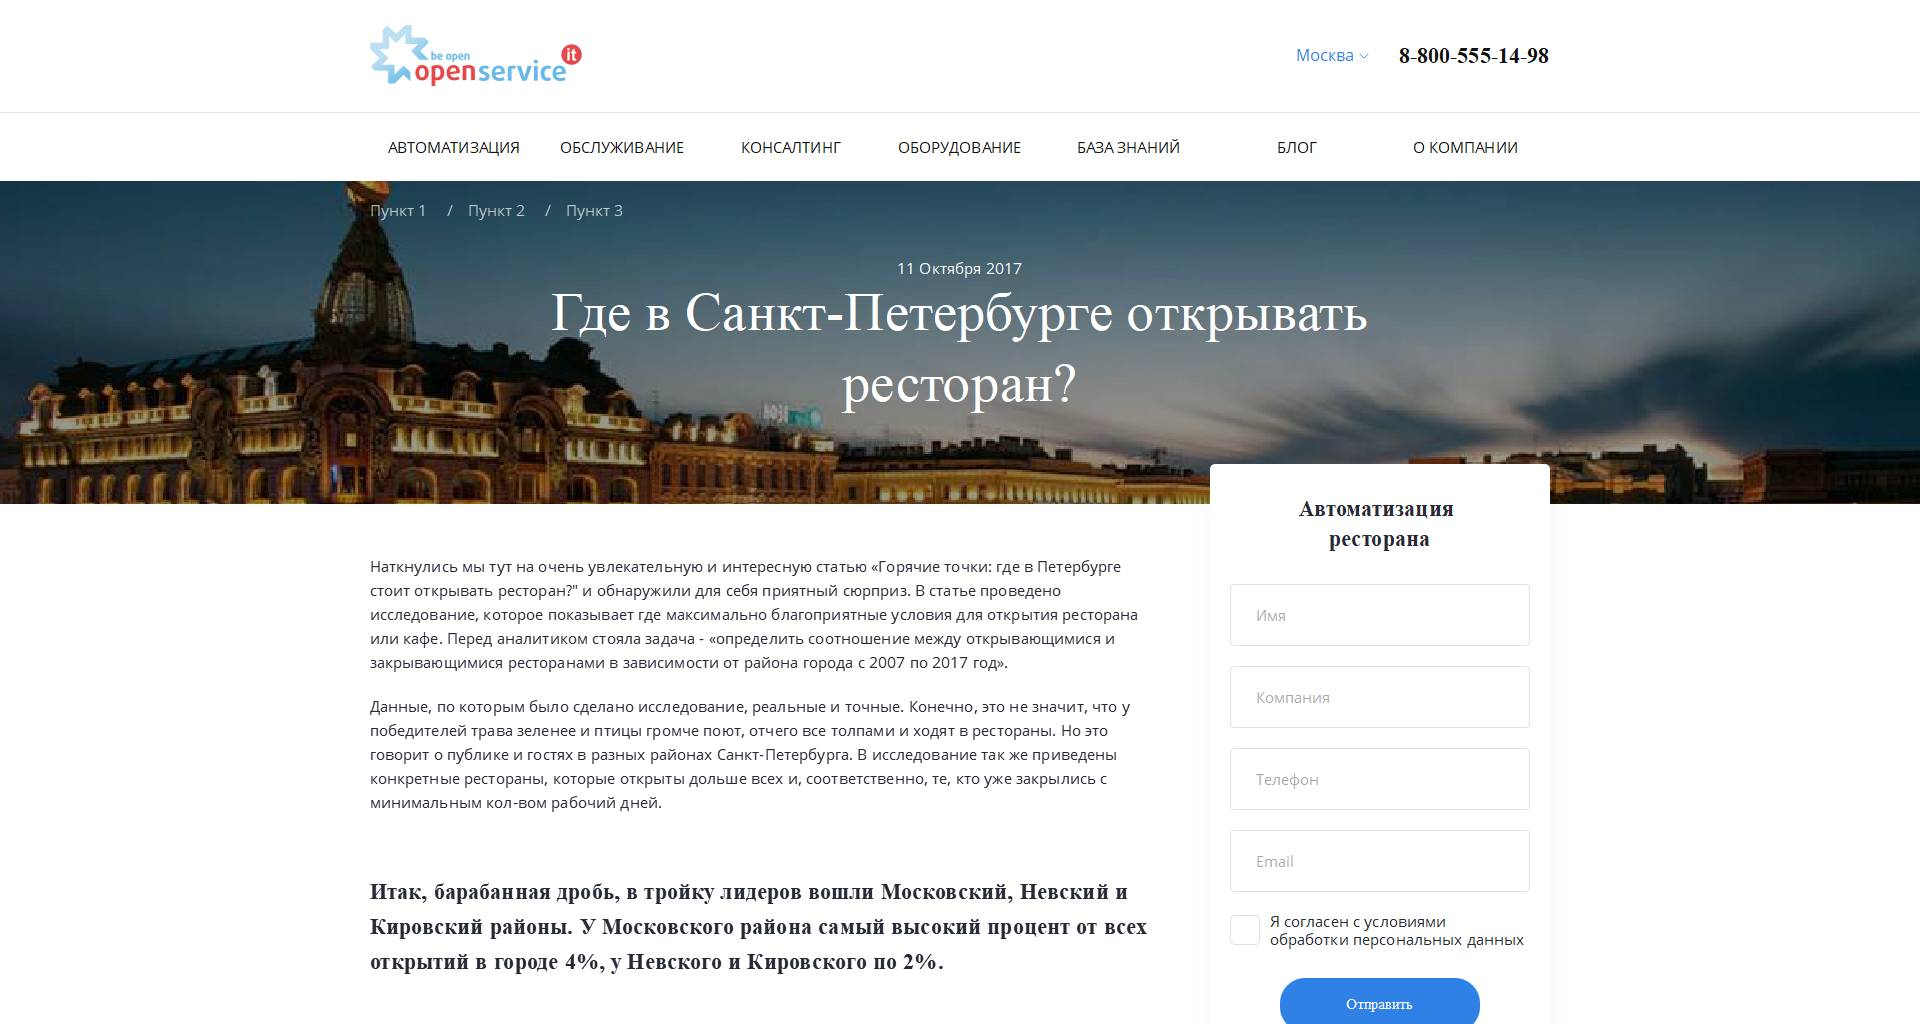 be open
openservice it
Москва
8-800-555-14-98
АВТОМАТИЗАЦИЯ
ОБСЛУЖИВАНИЕ
КОНСАЛТИНГ
ОБОРУДОВАНИЕ
БАЗА ЗНАНИЙ
БЛОГ
О КОМПАНИИ
Пункт 1 / Пункт 2 / Пункт 3
11 Октября 2017
Где в Санкт-Петербурге открывать
ресторан?
Наткнулись мы тут на очень увлекательную и интересную статью «Горячие точки: где в Петербурге
стоит открывать ресторан?" и обнаружили для себя приятный сюрприз. В статье проведено
исследование, которое показывает где максимально благоприятные условия для открытия ресторана
или кафе. Перед аналитиком стояла задача - «определить соотношение между открывающимися и
закрывающимися ресторанами в зависимости от района города с 2007 по 2017 год».
Данные, по которым было сделано исследование, реальные и точные. Конечно, это не значит, что у
победителей трава зеленее и птицы громче поют, отчего все толпами и ходят в рестораны. Но это
говорит о публике и гостях в разных районах Санкт-Петербурга. В исследование так же приведены
конкретные рестораны, которые открыты дольше всех и, соответственно, те, кто уже закрылись с
минимальным кол-вом рабочий дней.
Итак, барабанная дробь, в тройку лидеров вошли Московский, Невский и
Кировский районы. У Московского района самый высокий процент от всех
открытий в городе 4%, у Невского и Кировского по 2%.
Автоматизация
ресторана
Имя
Компания
Телефон
Email
Я согласен с условиями
обработки персональных данных
Отправить